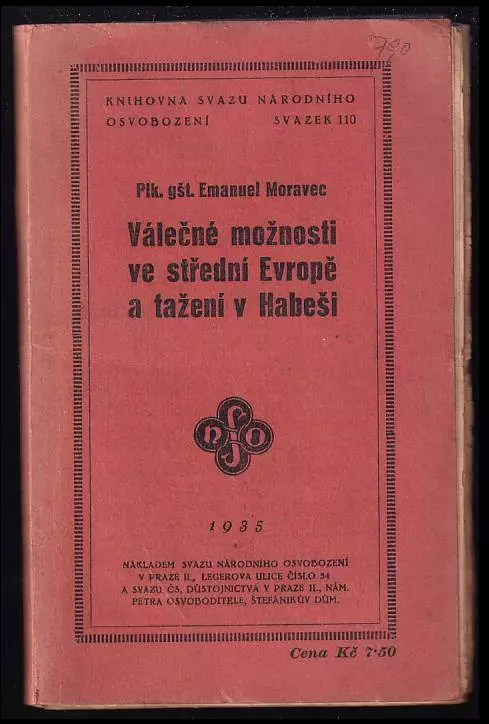 790
KNIHOVNA SVAZU NÁRODNÍHO
OSVOBOZENÍ SVAZEK 110
Plk. gšt. Emanuel Moravec
Válečné možnosti
ve střední Evropě
a tažení v Habeši
NSO
1935
NÁKLADEM SVAZU NÁRODNÍHO OSVOBOZENÍ
V PRAZE II., LEGEROVA ULICE ČÍSLO 54
A SVAZU ČS. DŮSTOJNICTVA V PRAZE II., NÁM.
PETRA OSVOBODITELE, ŠTEFÁNIKŮV DŮM.
Cena Kč 7·50